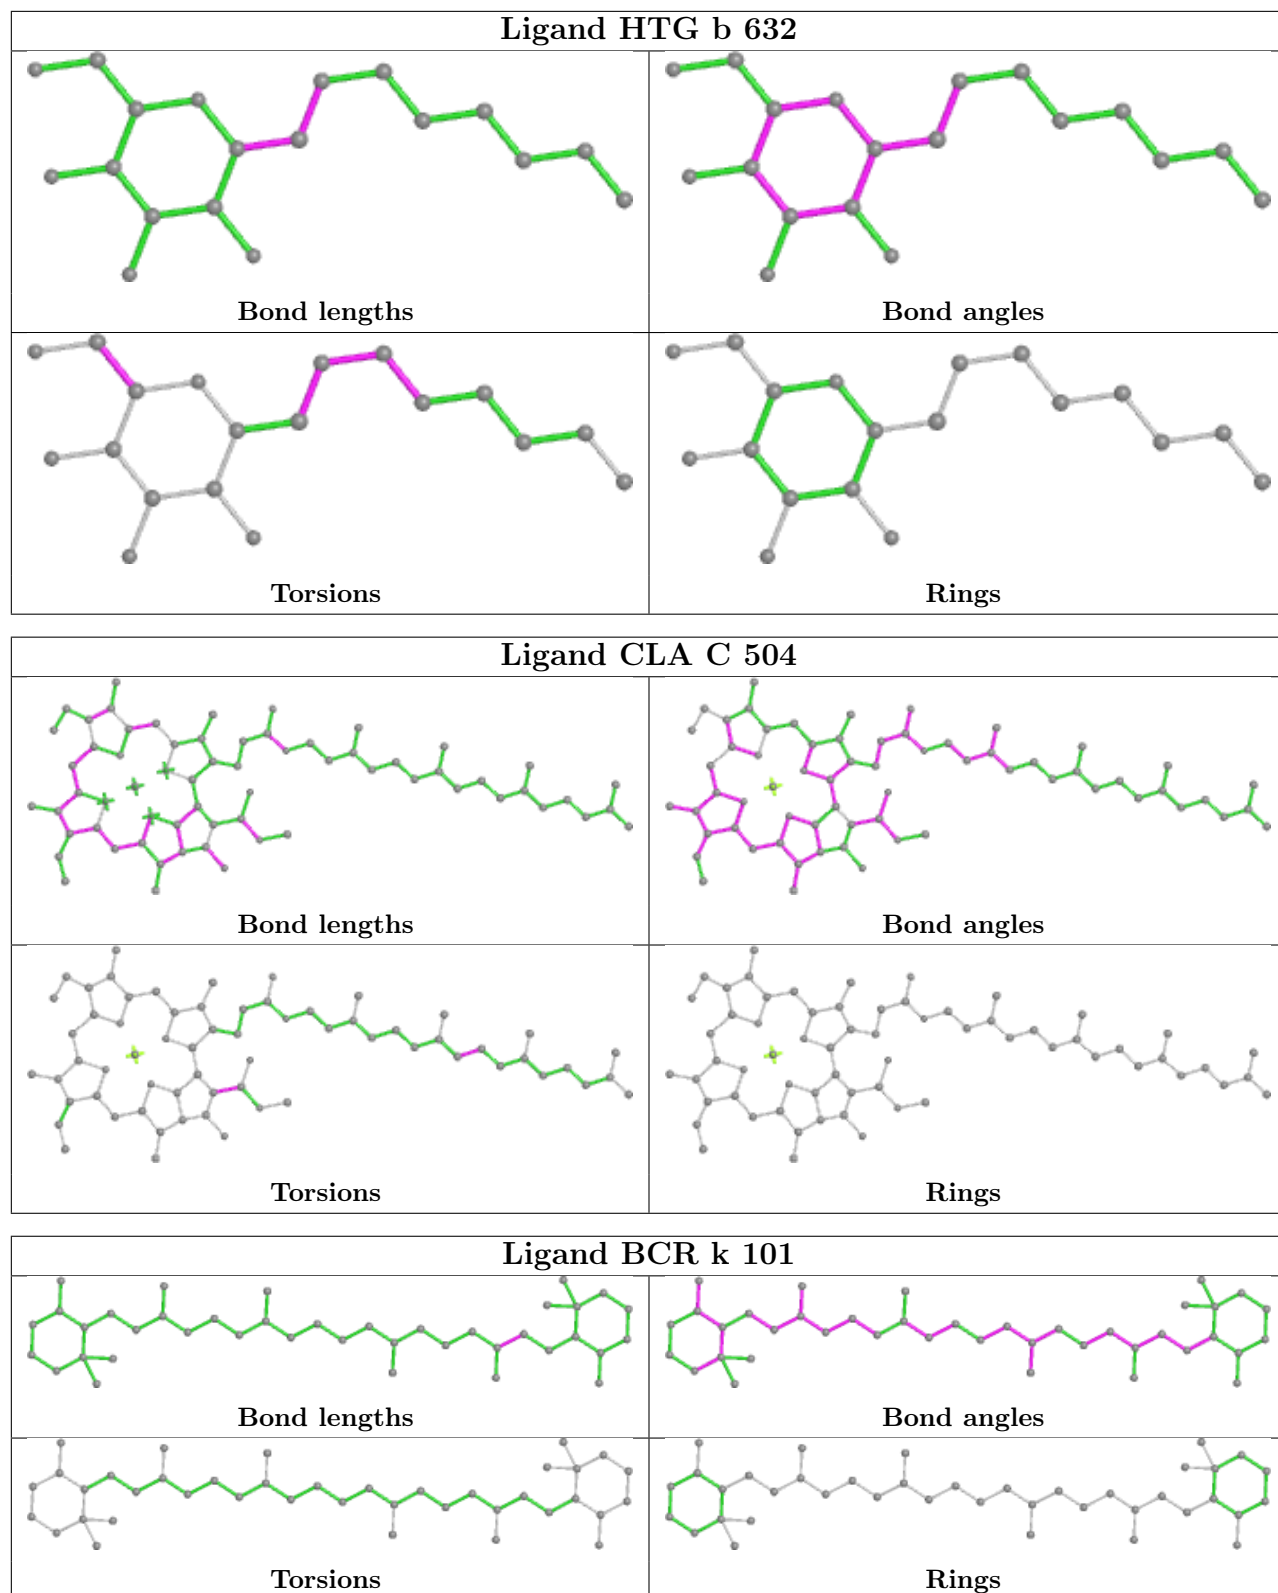 Ligand HTG b 632
Bond lengths
Bond angles
Torsions
Rings
Ligand CLA C 504
Bond lengths
Bond angles
Torsions
Rings
Ligand BCR k 101
Bond lengths
Bond angles
Torsions
Rings